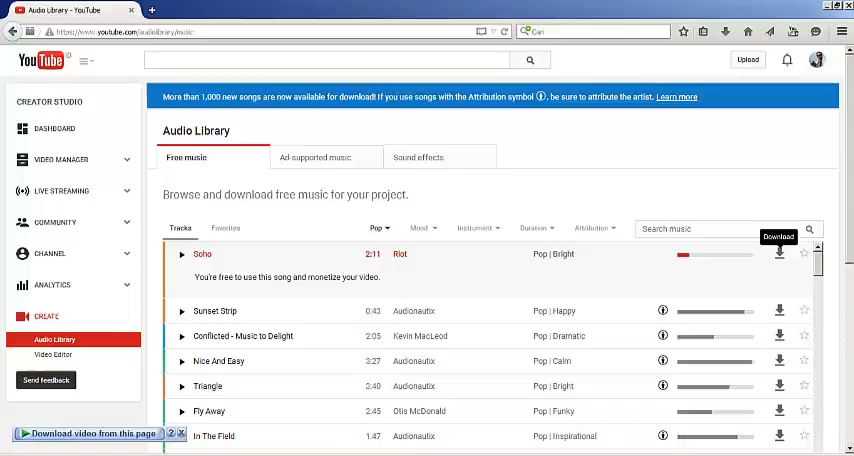 Audio Library - YouTube
https://www.youtube.com/audiolibrary/music
Cari
YouTube ID
Upload
CREATOR STUDIO
DASHBOARD
VIDEO MANAGER
LIVE STREAMING
COMMUNITY
CHANNEL
ANALYTICS
CREATE
Audio Library
Video Editor
Send feedback
More than 1,000 new songs are now available for download! If you use songs with the Attribution symbol, be sure to attribute the artist. Learn more
Audio Library
Free music Ad-supported music Sound effects
Browse and download free music for your project.
Tracks Favorites Pop Mood Instrument Duration Attribution Search music
Download
Soho 2:11 Riot Pop | Bright
You're free to use this song and monetize your video.
Sunset Strip 0:43 Audionautix Pop | Happy
Conflicted - Music to Delight 2:05 Kevin MacLeod Pop | Dramatic
Nice And Easy 3:27 Audionautix Pop | Calm
Triangle 3:40 Audionautix Pop | Bright
Fly Away 2:45 Otis McDonald Pop | Funky
In The Field 1:47 Audionautix Pop | Inspirational
Download video from this page ? X